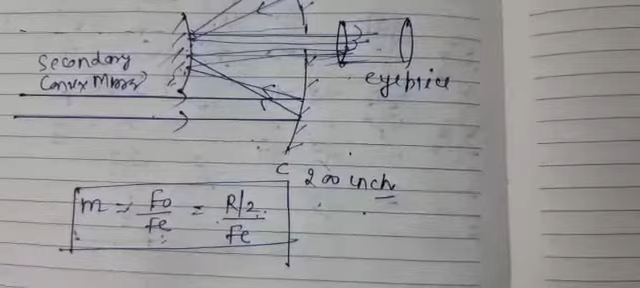 Secondary
Convex Mirror
eyepiece
C 200 inch
m = Fo/Fe = R/2/Fe